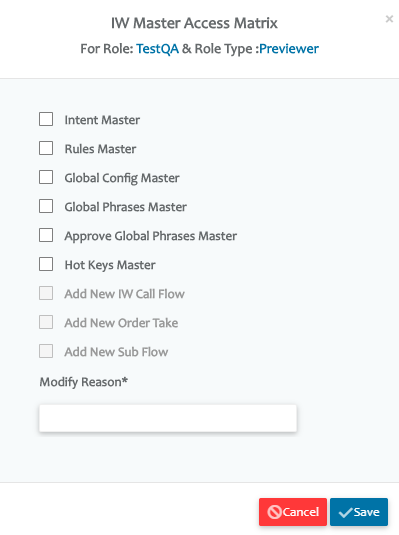 IW Master Access Matrix
×
For Role: TestQA & Role Type :Previewer
Intent Master
Rules Master
Global Config Master
Global Phrases Master
Approve Global Phrases Master
Hot Keys Master
Add New IW Call Flow
Add New Order Take
Add New Sub Flow
Modify Reason*
Cancel Save